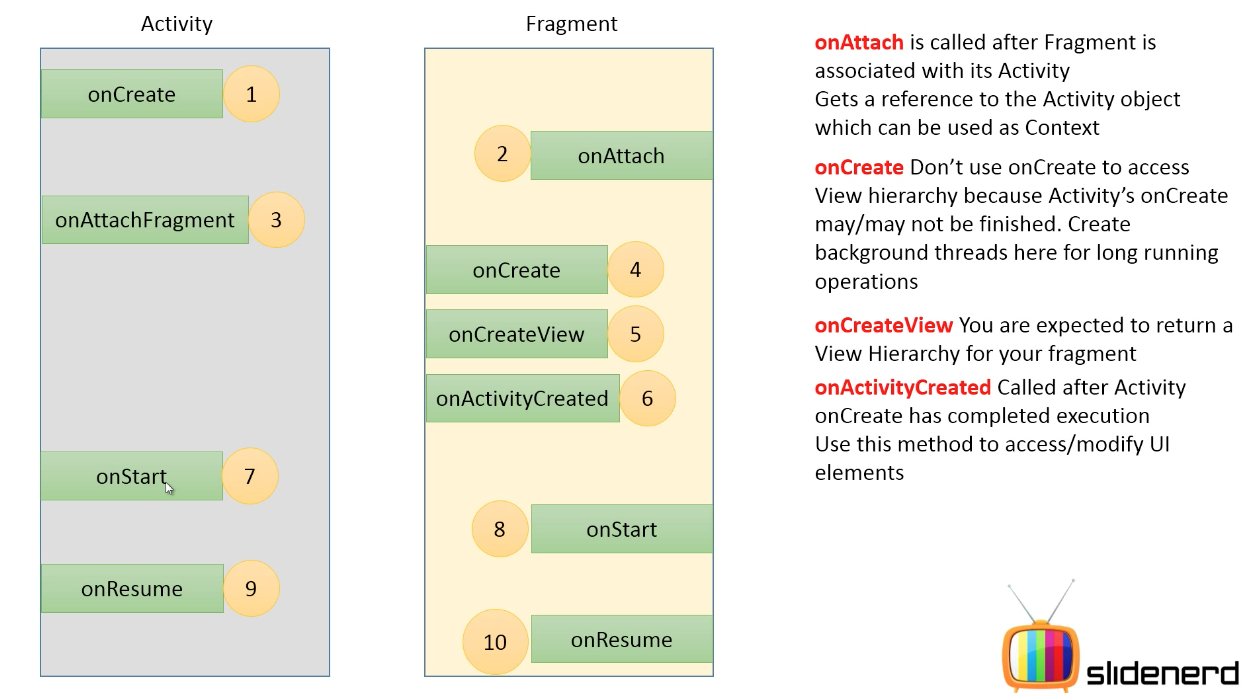 Activity
onCreate
1
onAttachFragment
3
onStart
7
onResume
9
Fragment
2
onAttach
onCreate
4
onCreateView
5
onActivityCreated
6
8
onStart
10
onResume
onAttach is called after Fragment is
associated with its Activity
Gets a reference to the Activity object
which can be used as Context
onCreate Don’t use onCreate to access
View hierarchy because Activity’s onCreate
may/may not be finished. Create
background threads here for long running
operations
onCreateView You are expected to return a
View Hierarchy for your fragment
onActivityCreated Called after Activity
onCreate has completed execution
Use this method to access/modify UI
elements
slidenerd